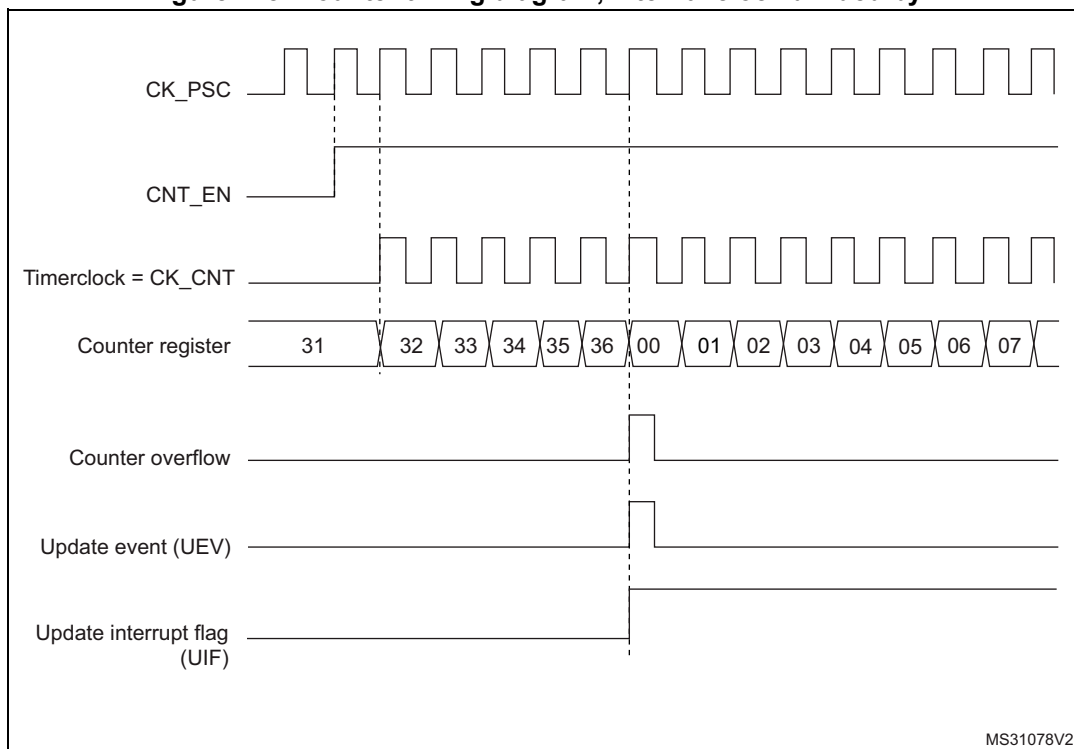 CK_PSC
CNT_EN
Timerclock = CK_CNT
Counter register 31 32 33 34 35 36 00 01 02 03 04 05 06 07
Counter overflow
Update event (UEV)
Update interrupt flag
(UIF)
MS31078V2